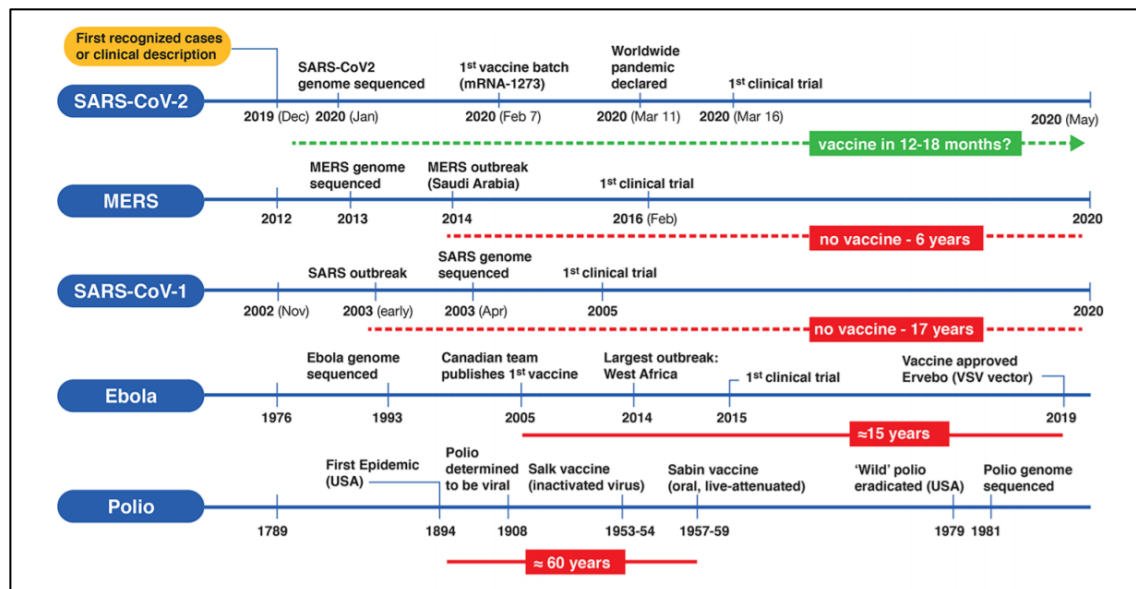 First recognized cases
or clinical description
SARS-CoV-2
SARS-CoV2
genome sequenced
1st vaccine batch
(mRNA-1273)
Worldwide
pandemic
declared
1st clinical trial
2019 (Dec)
2020 (Jan)
2020 (Feb 7)
2020 (Mar 11)
2020 (Mar 16)
2020 (May)
vaccine in 12-18 months?
MERS
MERS genome
sequenced
MERS outbreak
(Saudi Arabia)
1st clinical trial
2012
2013
2014
2016 (Feb)
2020
no vaccine - 6 years
SARS-CoV-1
SARS outbreak
SARS genome
sequenced
1st clinical trial
2002 (Nov)
2003 (early)
2003 (Apr)
2005
2020
no vaccine - 17 years
Ebola
Ebola genome
sequenced
Canadian team
publishes 1st vaccine
Largest outbreak:
West Africa
1st clinical trial
Vaccine approved
Ervebo (VSV vector)
1976
1993
2005
2014
2015
2019
≈15 years
Polio
First Epidemic
(USA)
Polio
determined
to be viral
Salk vaccine
(inactivated virus)
Sabin vaccine
(oral, live-attenuated)
‘Wild’ polio
eradicated (USA)
Polio genome
sequenced
1789
1894
1908
1953-54
1957-59
1979
1981
≈ 60 years